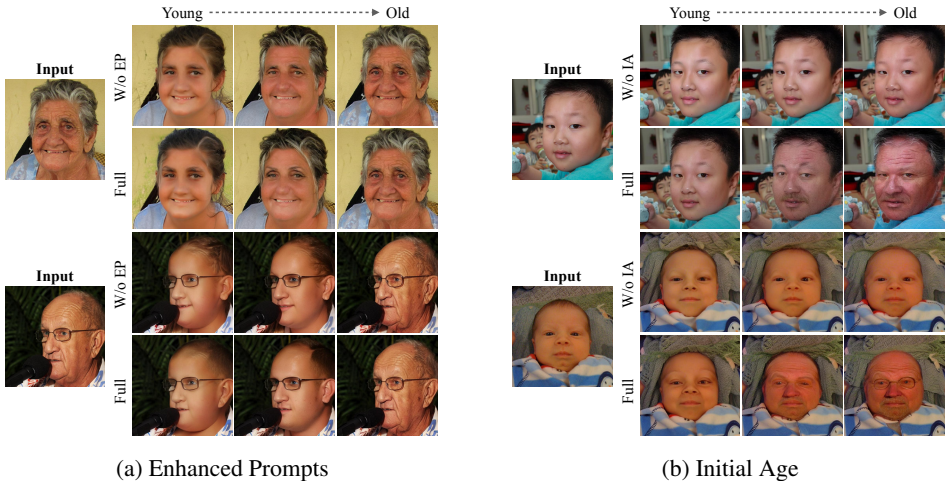 Young Old
Input
W/o EP
Full
Input
W/o EP
Full
(a) Enhanced Prompts
Young Old
Input
W/o IA
Full
Input
W/o IA
Full
(b) Initial Age